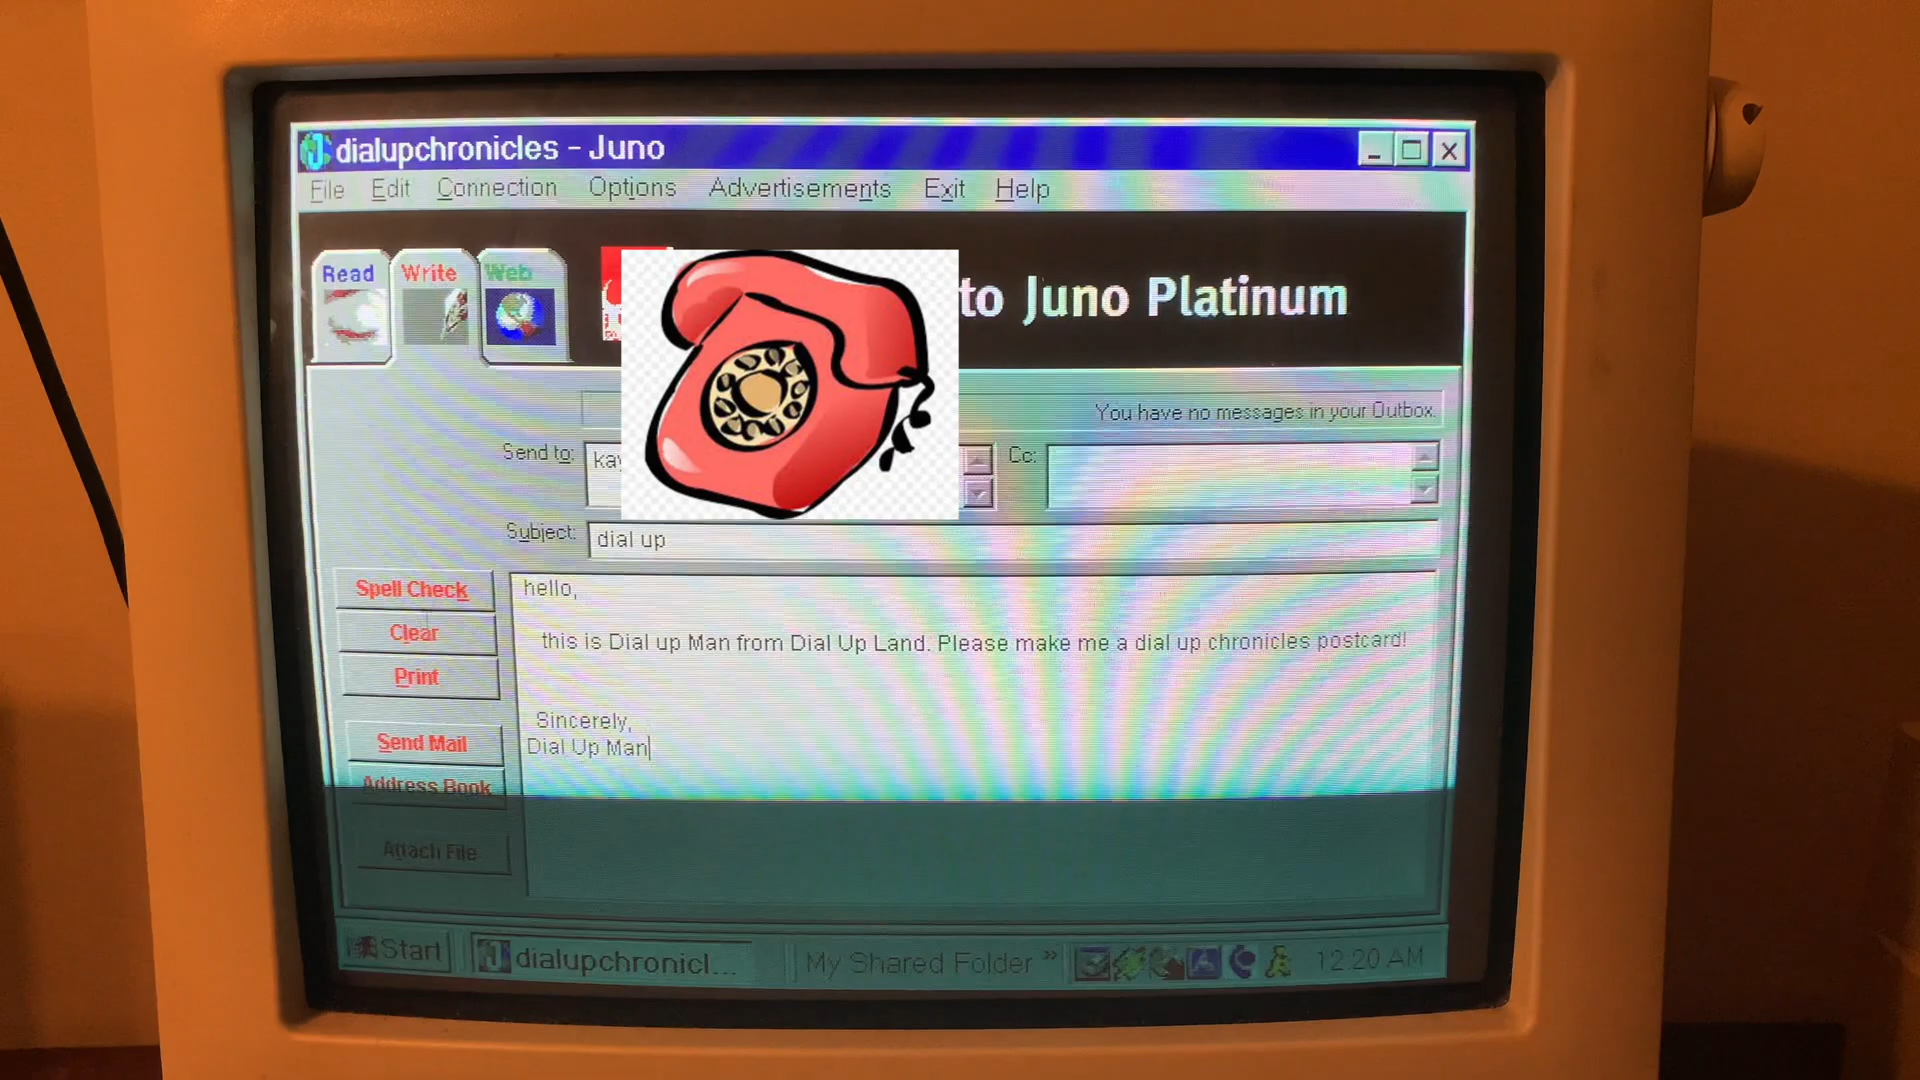 dialupchronicles - Juno
File Edit Connection Options Advertisements Exit Help
Read Write Web
to Juno Platinum
You have no messages in your Outbox.
Send to: kay Cc:
Subject: dial up
Spell Check
Clear
Print
Send Mail
Address Book
Attach File
hello,
this is Dial up Man from Dial Up Land. Please make me a dial up chronicles postcard!
Sincerely,
Dial Up Man
Start dialupchronicl... My Shared Folder » 12:20 AM